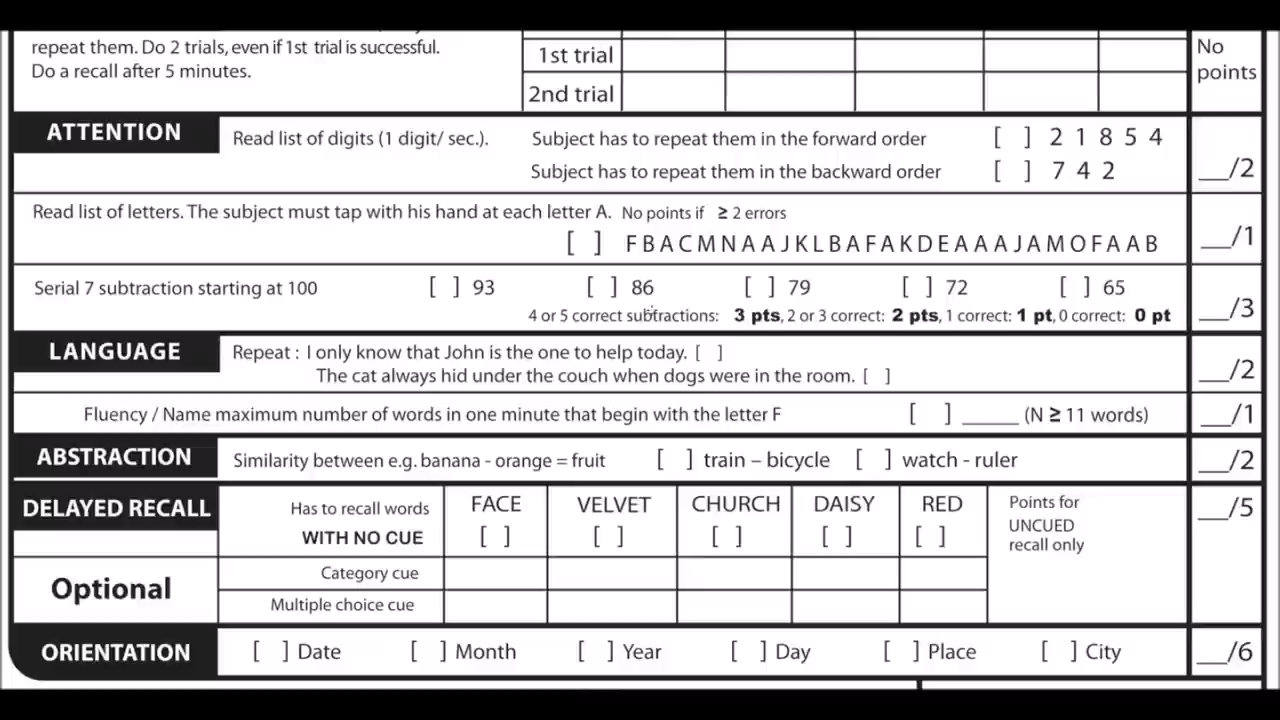 repeat them. Do 2 trials, even if 1st trial is successful.
Do a recall after 5 minutes.
1st trial
2nd trial
No
points
ATTENTION
Read list of digits (1 digit/ sec.).
Subject has to repeat them in the forward order [ ] 2 1 8 5 4
Subject has to repeat them in the backward order [ ] 7 4 2
__/2
Read list of letters. The subject must tap with his hand at each letter A. No points if ≥ 2 errors
[ ] F B A C M N A A J K L B A F A K D E A A A J A M O F A A B
__/1
Serial 7 subtraction starting at 100 [ ] 93 [ ] 86 [ ] 79 [ ] 72 [ ] 65
4 or 5 correct subtractions: 3 pts, 2 or 3 correct: 2 pts, 1 correct: 1 pt, 0 correct: 0 pt
__/3
LANGUAGE
Repeat : I only know that John is the one to help today. [ ]
The cat always hid under the couch when dogs were in the room. [ ]
__/2
Fluency / Name maximum number of words in one minute that begin with the letter F [ ] _____ (N ≥ 11 words)
__/1
ABSTRACTION
Similarity between e.g. banana - orange = fruit [ ] train – bicycle [ ] watch - ruler
__/2
DELAYED RECALL
Has to recall words
WITH NO CUE
FACE
[ ]
VELVET
[ ]
CHURCH
[ ]
DAISY
[ ]
RED
[ ]
Points for
UNCUED
recall only
__/5
Optional
Category cue
Multiple choice cue
ORIENTATION
[ ] Date [ ] Month [ ] Year [ ] Day [ ] Place [ ] City
__/6